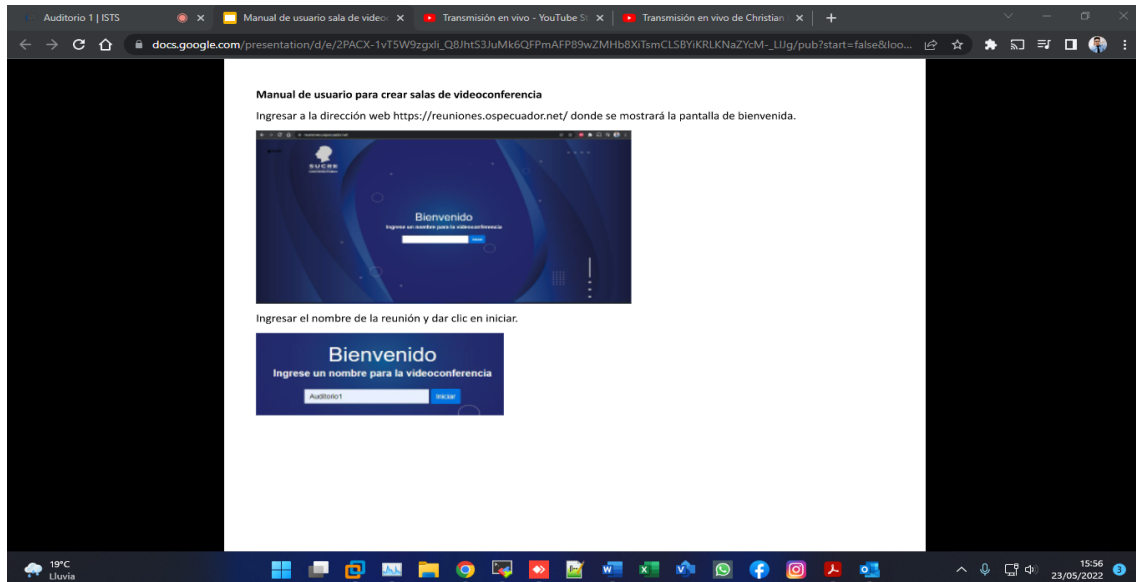 Auditorio 1 | ISTS
Manual de usuario sala de video
Transmisión en vivo - YouTube St
Transmisión en vivo de Christian
docs.google.com/presentation/d/e/2PACX-1vT5W9zgxli_Q8JhtS3JuMk6QFPmAFP89wZMHb8XiTsmCLSBYiKRLKNaZYcM-_LlJg/pub?start=false&loo...
Manual de usuario para crear salas de videoconferencia
Ingresar a la dirección web https://reuniones.ospecuador.net/ donde se mostrará la pantalla de bienvenida.
SUCRE
Bienvenido
Ingrese un nombre para la videoconferencia
Iniciar
Ingresar el nombre de la reunión y dar clic en iniciar.
Bienvenido
Ingrese un nombre para la videoconferencia
Auditorio1
Iniciar
19°C
Lluvia
15:56
23/05/2022
3